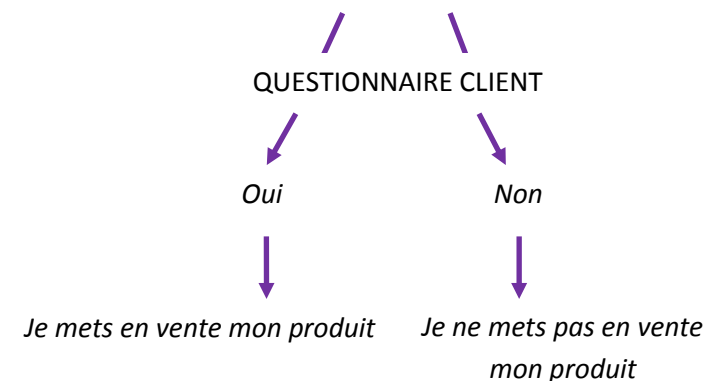 QUESTIONNAIRE CLIENT
Oui
Non
Je mets en vente mon produit
Je ne mets pas en vente
mon produit